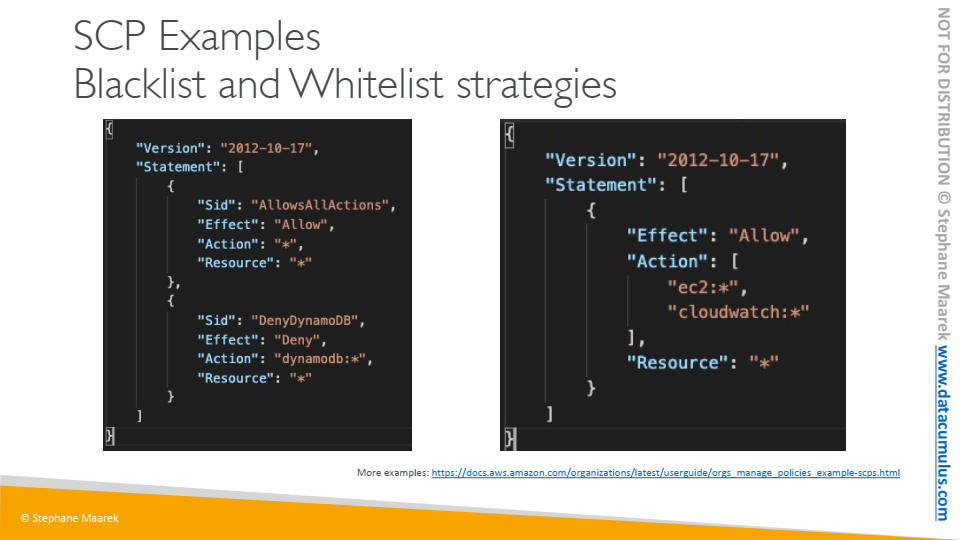 SCP Examples
Blacklist and Whitelist strategies
{
"Version": "2012-10-17",
"Statement": [
{
"Sid": "AllowsAllActions",
"Effect": "Allow",
"Action": "*",
"Resource": "*"
},
{
"Sid": "DenyDynamoDB",
"Effect": "Deny",
"Action": "dynamodb:*",
"Resource": "*"
}
]
}
{
"Version": "2012-10-17",
"Statement": [
{
"Effect": "Allow",
"Action": [
"ec2:*",
"cloudwatch:*"
],
"Resource": "*"
}
]
}
More examples: https://docs.aws.amazon.com/organizations/latest/userguide/orgs_manage_policies_example-scps.html
© Stephane Maarek
NOT FOR DISTRIBUTION © Stephane Maarek www.datacumulus.com